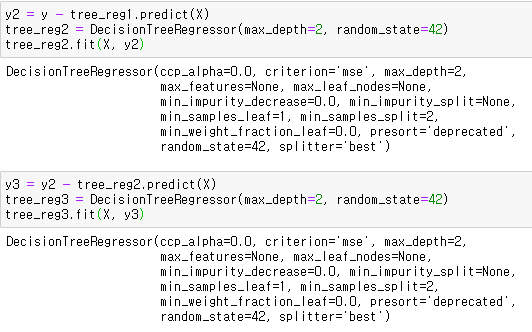 y2 = y - tree_reg1.predict(X)
tree_reg2 = DecisionTreeRegressor(max_depth=2, random_state=42)
tree_reg2.fit(X, y2)
DecisionTreeRegressor(ccp_alpha=0.0, criterion='mse', max_depth=2,
max_features=None, max_leaf_nodes=None,
min_impurity_decrease=0.0, min_impurity_split=None,
min_samples_leaf=1, min_samples_split=2,
min_weight_fraction_leaf=0.0, presort='deprecated',
random_state=42, splitter='best')
y3 = y2 - tree_reg2.predict(X)
tree_reg3 = DecisionTreeRegressor(max_depth=2, random_state=42)
tree_reg3.fit(X, y3)
DecisionTreeRegressor(ccp_alpha=0.0, criterion='mse', max_depth=2,
max_features=None, max_leaf_nodes=None,
min_impurity_decrease=0.0, min_impurity_split=None,
min_samples_leaf=1, min_samples_split=2,
min_weight_fraction_leaf=0.0, presort='deprecated',
random_state=42, splitter='best')